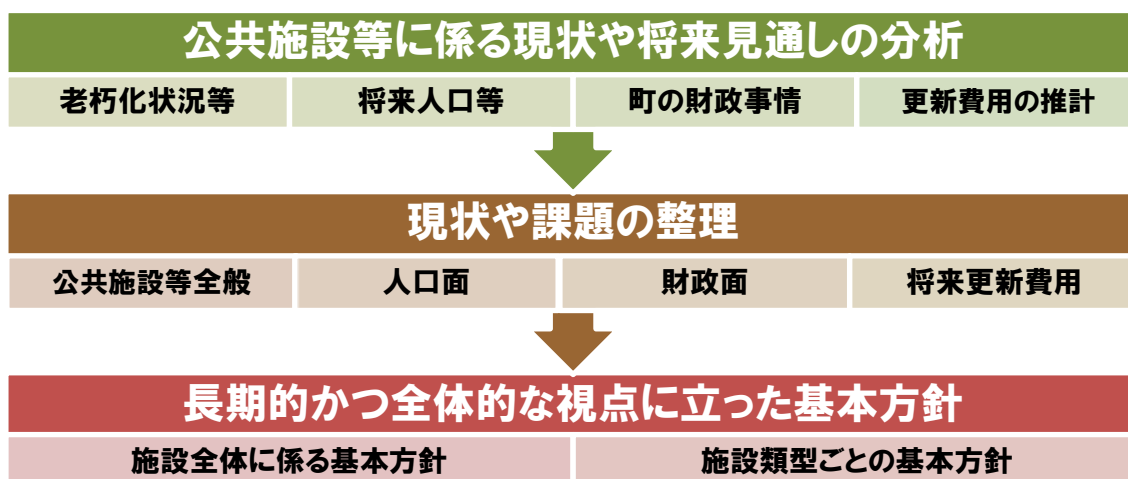 公共施設等に係る現状や将来見通しの分析
老朽化状況等 将来人口等 町の財政事情 更新費用の推計
現状や課題の整理
公共施設等全般 人口面 財政面 将来更新費用
長期的かつ全体的な視点に立った基本方針
施設全体に係る基本方針 施設類型ごとの基本方針